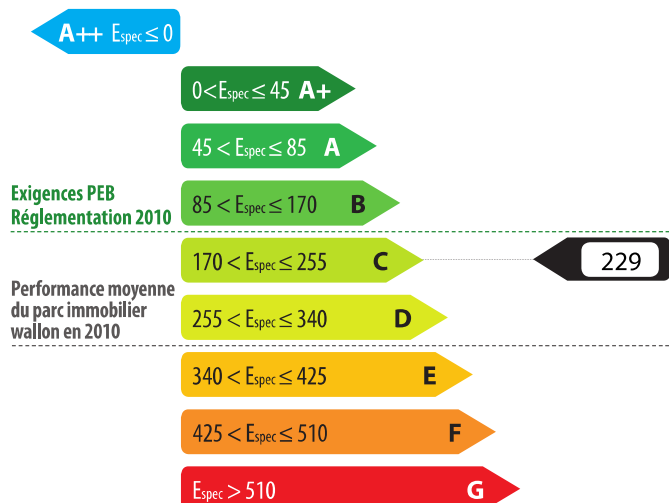 A++ Espec ≤ 0
0 < Espec ≤ 45 A+
45 < Espec ≤ 85 A
Exigences PEB
Réglementation 2010
85 < Espec ≤ 170 B
170 < Espec ≤ 255 C
229
Performance moyenne
du parc immobilier
wallon en 2010
255 < Espec ≤ 340 D
340 < Espec ≤ 425 E
425 < Espec ≤ 510 F
Espec > 510 G